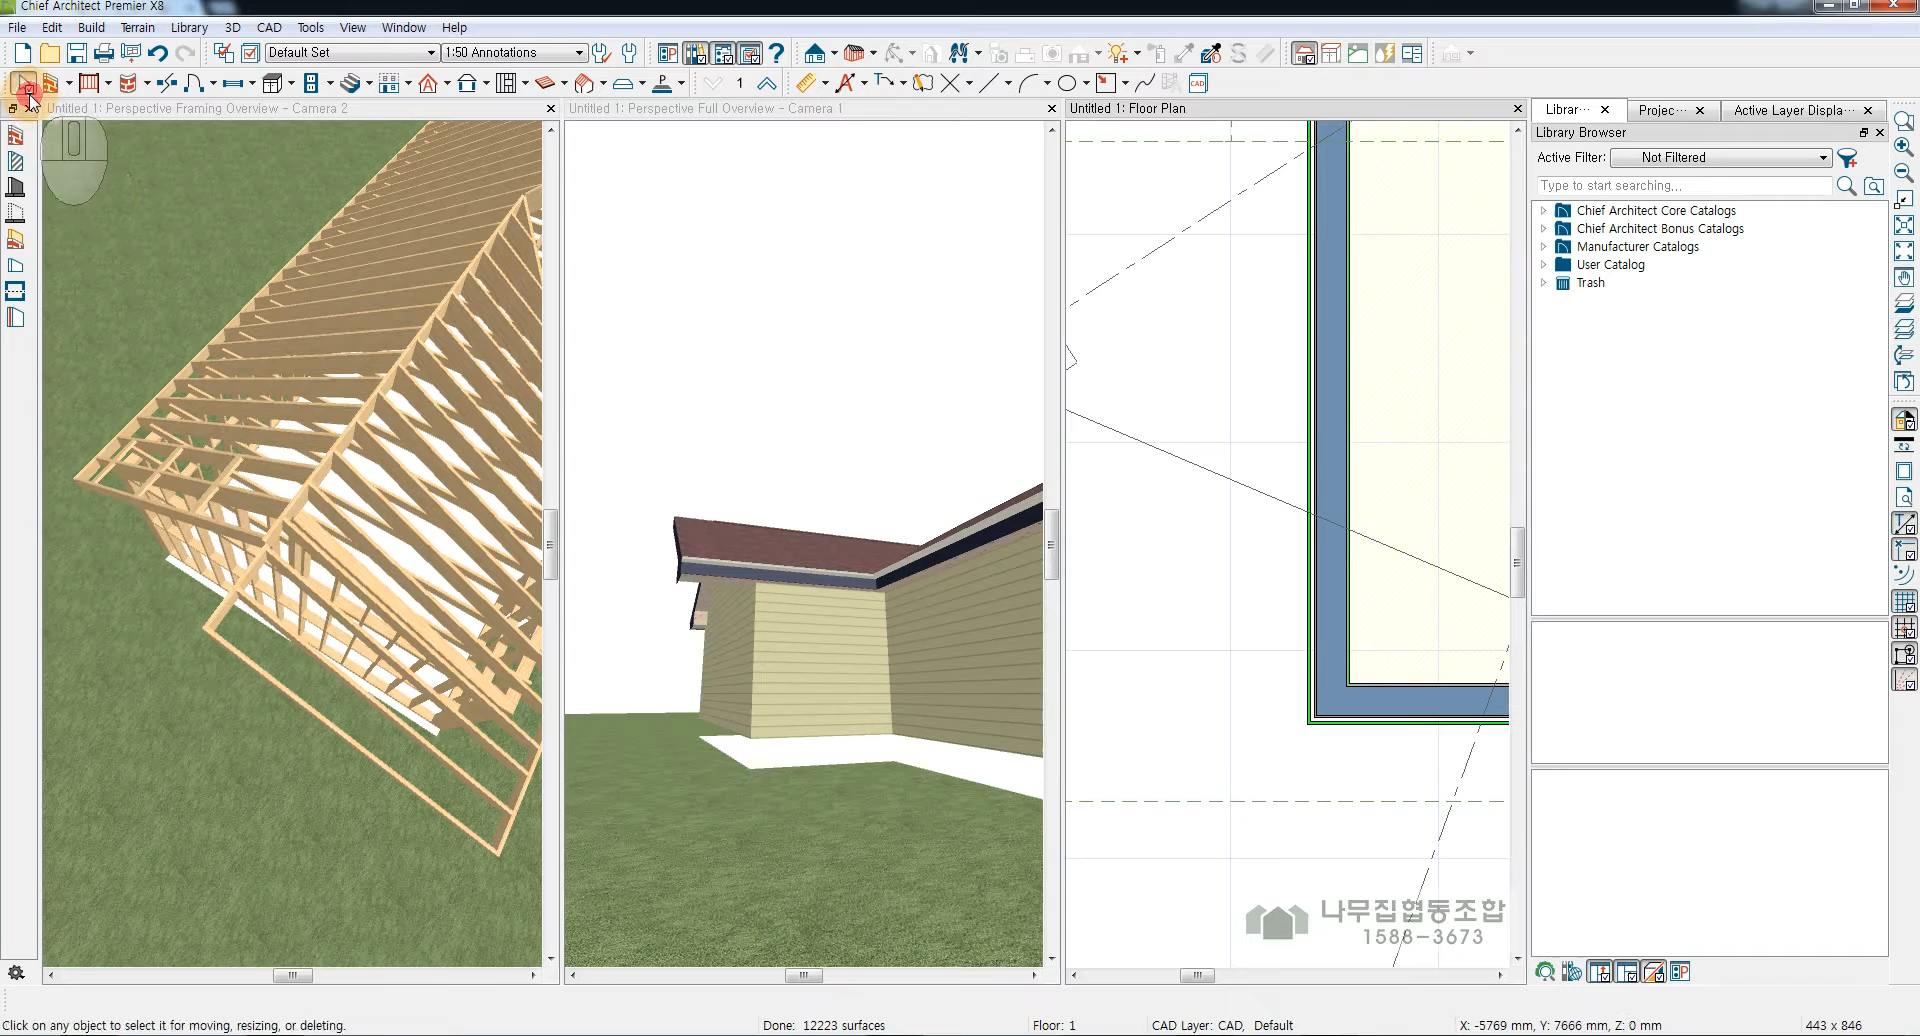 Chief Architect Premier X8
File Edit Build Terrain Library 3D CAD Tools View Window Help
Default Set
1:50 Annotations
1
CAD
Untitled 1: Perspective Framing Overview - Camera 2
Untitled 1: Perspective Full Overview - Camera 1
Untitled 1: Floor Plan
Librar···
Projec···
Active Layer Displa···
Library Browser
Active Filter: Not Filtered
Type to start searching...
Chief Architect Core Catalogs
Chief Architect Bonus Catalogs
Manufacturer Catalogs
User Catalog
Trash
나무집협동조합
1588-3673
Click on any object to select it for moving, resizing, or deleting.
Done: 12223 surfaces
Floor: 1
CAD Layer: CAD, Default
X: -5769 mm, Y: 7666 mm, Z: 0 mm
443 x 846